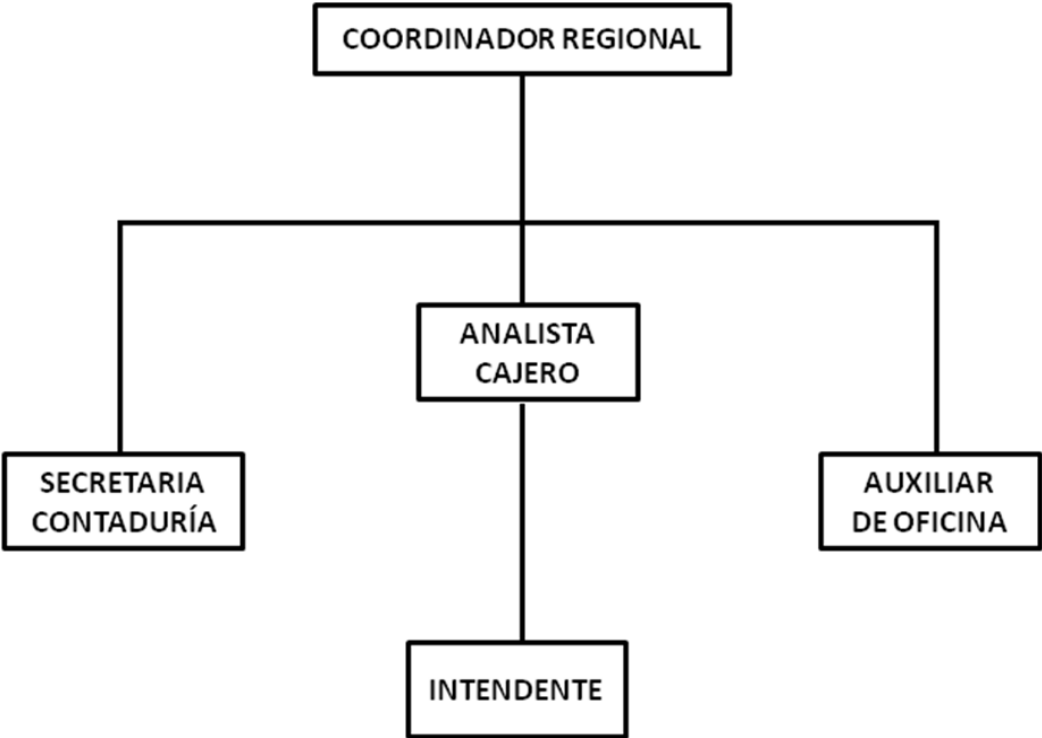 COORDINADOR REGIONAL
ANALISTA
CAJERO
SECRETARIA
CONTADURÍA
AUXILIAR
DE OFICINA
INTENDENTE